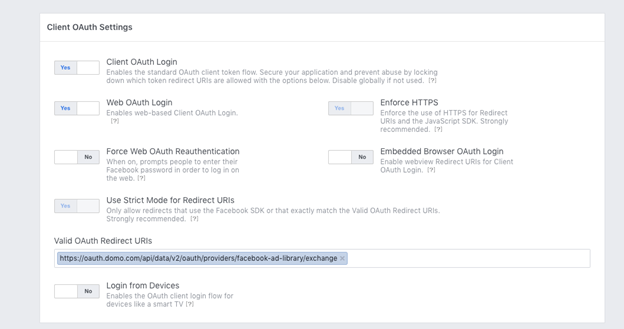 Client OAuth Settings
Yes
Client OAuth Login
Enables the standard OAuth client token flow. Secure your application and prevent abuse by locking
down which token redirect URIs are allowed with the options below. Disable globally if not used. [?]
Yes
Web OAuth Login
Enables web-based Client OAuth Login.
[?]
Yes
Enforce HTTPS
Enforce the use of HTTPS for Redirect
URIs and the JavaScript SDK. Strongly
recommended. [?]
No
Force Web OAuth Reauthentication
When on, prompts people to enter their
Facebook password in order to log in on
the web. [?]
No
Embedded Browser OAuth Login
Enable webview Redirect URIs for Client
OAuth Login. [?]
Yes
Use Strict Mode for Redirect URIs
Only allow redirects that use the Facebook SDK or that exactly match the Valid OAuth Redirect URIs.
Strongly recommended. [?]
Valid OAuth Redirect URIs
https://oauth.domo.com/api/data/v2/oauth/providers/facebook-ad-library/exchange ×
No
Login from Devices
Enables the OAuth client login flow for
devices like a smart TV [?]